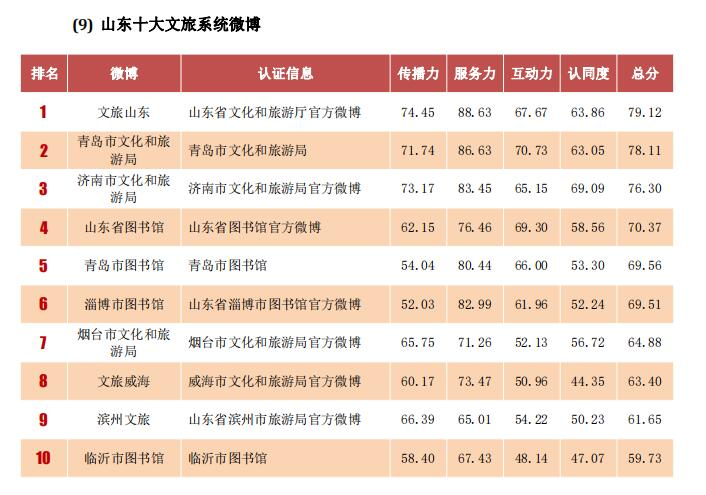 (9) 山东十大文旅系统微博
排名 微博 认证信息 传播力 服务力 互动力 认同度 总分
1 文旅山东 山东省文化和旅游厅官方微博 74.45 88.63 67.67 63.86 79.12
青岛市文化和旅
2 青岛市文化和旅游局 71.74 86.63 70.73 63.05 78.11
游局
济南市文化和旅
3 济南市文化和旅游局官方微博 73.17 83.45 65.15 69.09 76.30
游局
4 山东省图书馆 山东省图书馆官方微博 62.15 76.46 69.30 58.56 70.37
5 青岛市图书馆 青岛市图书馆 54.04 80.44 66.00 53.30 69.56
6 淄博市图书馆 山东省淄博市图书馆官方微博 52.03 82.99 61.96 52.24 69.51
烟台市文化和旅
7 烟台市文化和旅游局官方微博 65.75 71.26 52.13 56.72 64.88
游局
8 文旅威海 威海市文化和旅游局官方微博 60.17 73.47 50.96 44.35 63.40
9 滨州文旅 山东省滨州市旅游局官方微博 66.39 65.01 54.22 50.23 61.65
10 临沂市图书馆 临沂市图书馆 58.40 67.43 48.14 47.07 59.73